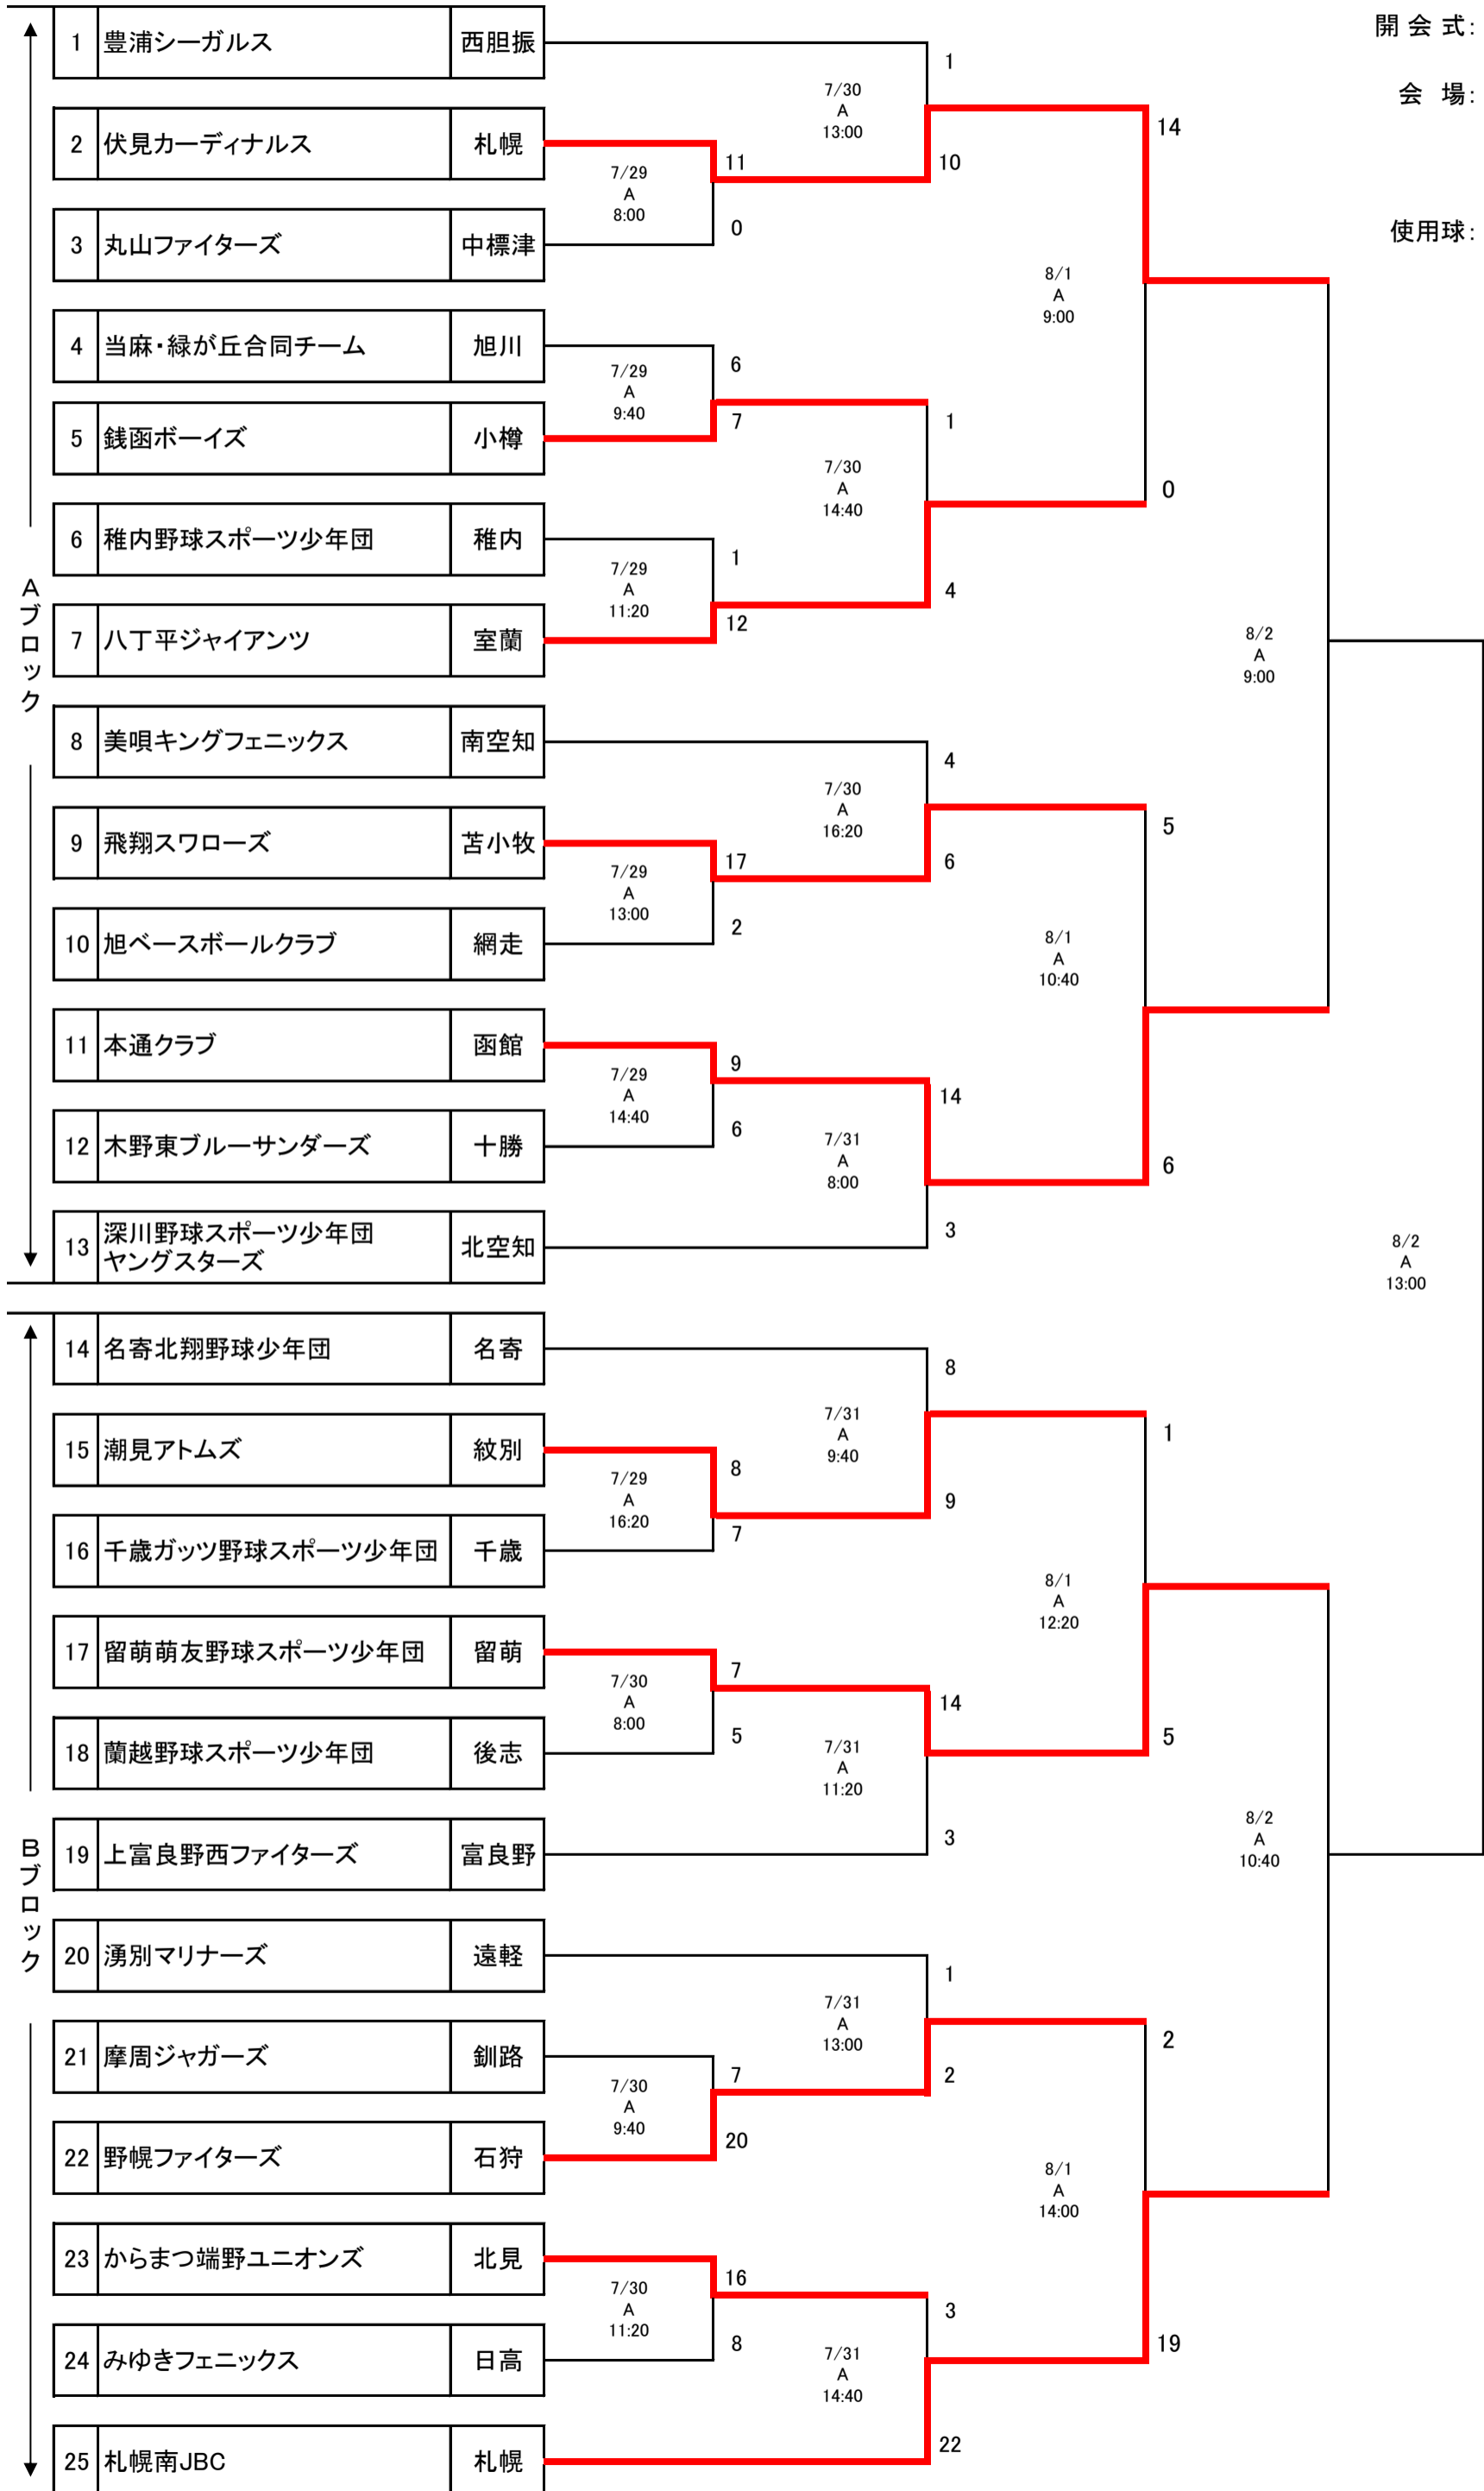 開会式:
会場:
使用球:
Aブロック
1 豊浦シーガルス 西胆振
2 伏見カーディナルス 札幌
3 丸山ファイターズ 中標津
4 当麻・緑が丘合同チーム 旭川
5 銭函ボーイズ 小樽
6 稚内野球スポーツ少年団 稚内
7 八丁平ジャイアンツ 室蘭
8 美唄キングフェニックス 南空知
9 飛翔スワローズ 苫小牧
10 旭ベースボールクラブ 網走
11 本通クラブ 函館
12 木野東ブルーサンダーズ 十勝
13 深川野球スポーツ少年団
ヤングスターズ 北空知
Bブロック
14 名寄北翔野球少年団 名寄
15 潮見アトムズ 紋別
16 千歳ガッツ野球スポーツ少年団 千歳
17 留萌萌友野球スポーツ少年団 留萌
18 蘭越野球スポーツ少年団 後志
19 上富良野西ファイターズ 富良野
20 湧別マリナーズ 遠軽
21 摩周ジャガーズ 釧路
22 野幌ファイターズ 石狩
23 からまつ端野ユニオンズ 北見
24 みゆきフェニックス 日高
25 札幌南JBC 札幌
7/29
A
8:00
11
0
7/29
A
9:40
6
7
7/29
A
11:20
1
12
7/29
A
13:00
17
2
7/29
A
14:40
9
6
7/29
A
16:20
8
7
7/30
A
8:00
7
5
7/30
A
9:40
7
20
7/30
A
11:20
16
8
7/30
A
13:00
1
10
7/30
A
14:40
1
4
7/30
A
16:20
4
6
7/31
A
8:00
14
3
7/31
A
9:40
8
9
7/31
A
11:20
14
3
7/31
A
13:00
1
2
7/31
A
14:40
3
22
8/1
A
9:00
14
0
8/1
A
10:40
5
6
8/1
A
12:20
1
5
8/1
A
14:00
2
19
8/2
A
9:00
8/2
A
10:40
8/2
A
13:00